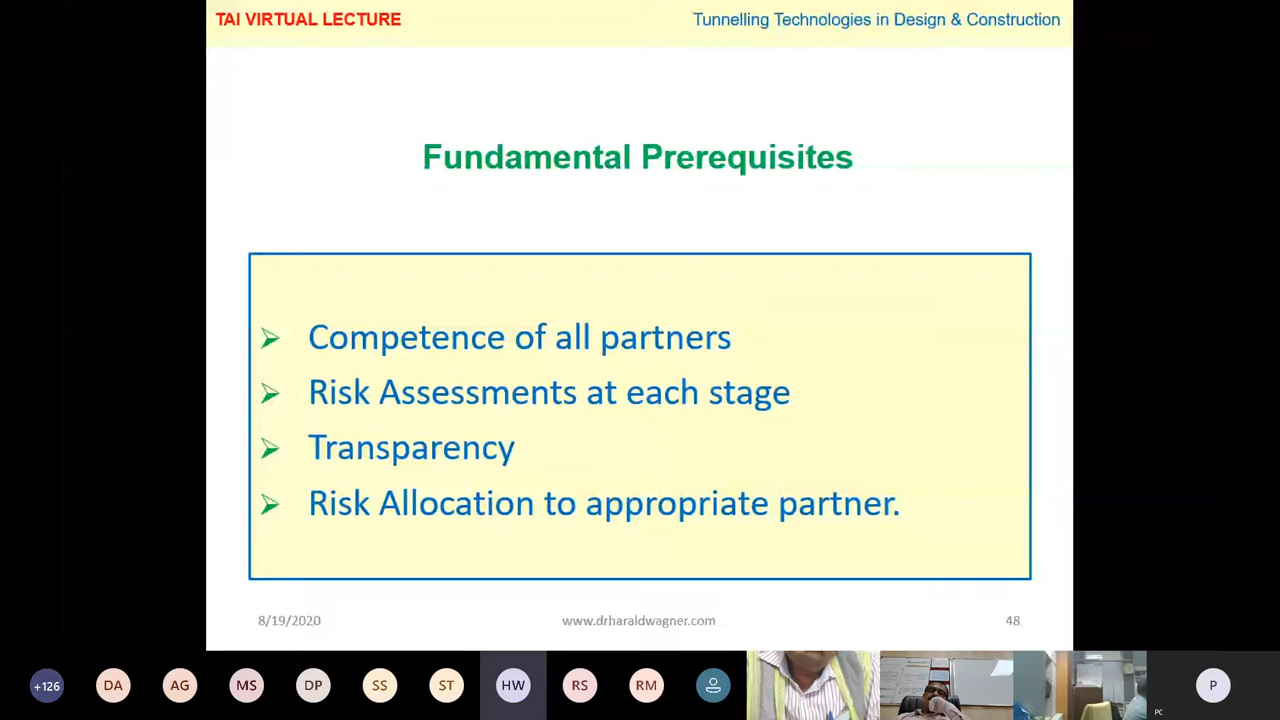 TAI VIRTUAL LECTURE Tunnelling Technologies in Design & Construction
Fundamental Prerequisites
Competence of all partners
Risk Assessments at each stage
Transparency
Risk Allocation to appropriate partner.
8/19/2020 www.drharaldwagner.com 48
+126 DA AG MS DP SS ST HW RS RM P
PC